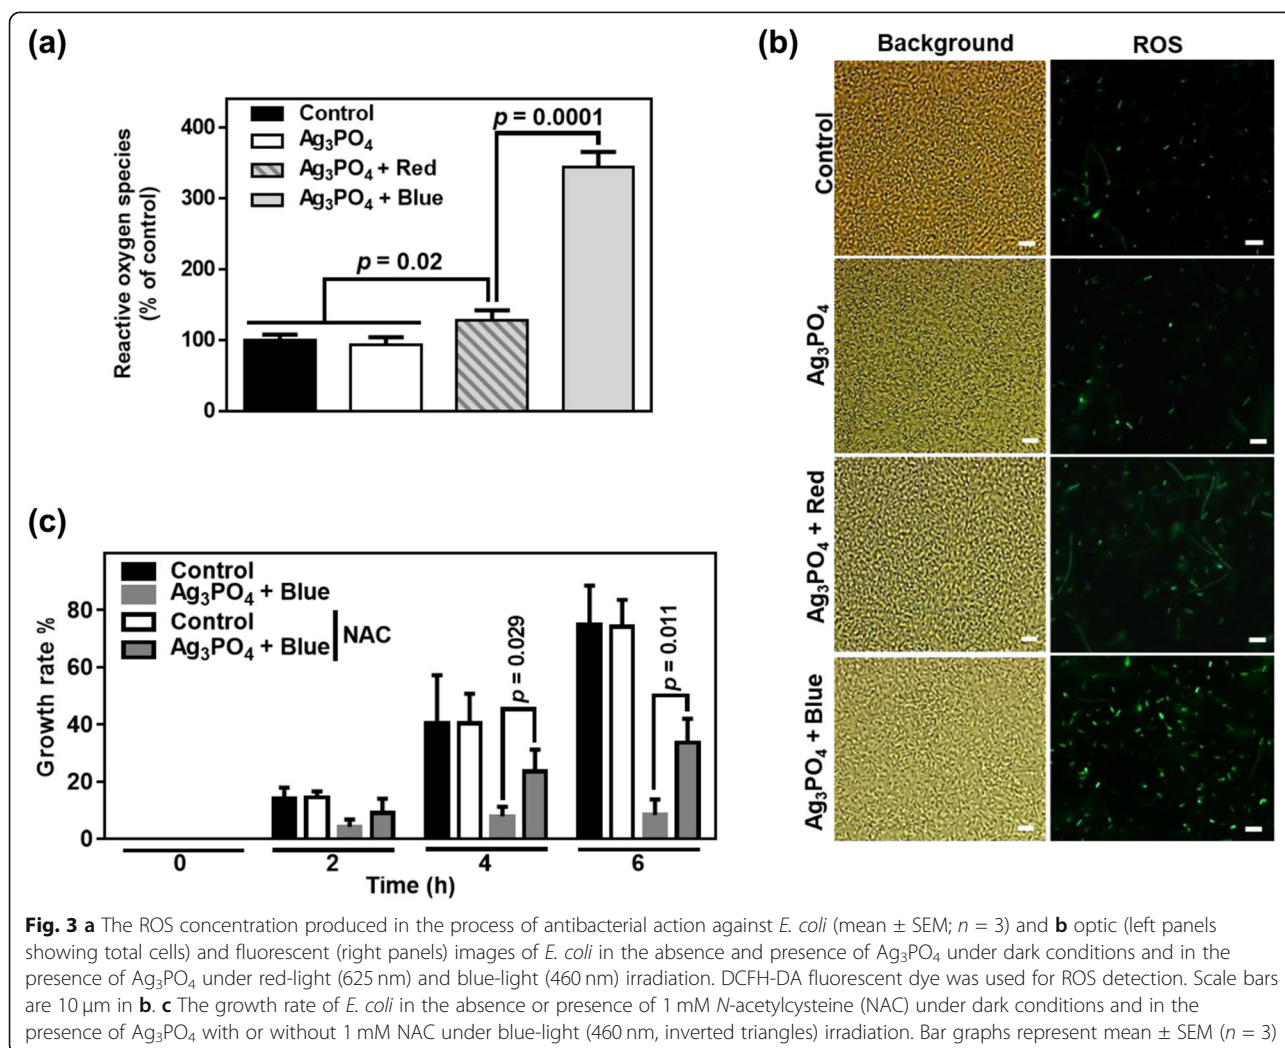 (a)
Reactive oxygen species
(% of control)
400
300
200
100
0
Control
Ag₃PO₄
Ag₃PO₄ + Red
Ag₃PO₄ + Blue
p = 0.02
p = 0.0001
(b)
Background
ROS
Control
Ag₃PO₄
Ag₃PO₄ + Red
Ag₃PO₄ + Blue
(c)
Growth rate %
80
60
40
20
0
Control
Ag₃PO₄ + Blue
Control
Ag₃PO₄ + Blue
NAC
p = 0.029
p = 0.011
0
2
4
6
Time (h)
Fig. 3 a The ROS concentration produced in the process of antibacterial action against E. coli (mean ± SEM; n = 3) and b optic (left panels
showing total cells) and fluorescent (right panels) images of E. coli in the absence and presence of Ag₃PO₄ under dark conditions and in the
presence of Ag₃PO₄ under red-light (625 nm) and blue-light (460 nm) irradiation. DCFH-DA fluorescent dye was used for ROS detection. Scale bars
are 10 μm in b. c The growth rate of E. coli in the absence or presence of 1 mM N-acetylcysteine (NAC) under dark conditions and in the
presence of Ag₃PO₄ with or without 1 mM NAC under blue-light (460 nm, inverted triangles) irradiation. Bar graphs represent mean ± SEM (n = 3)